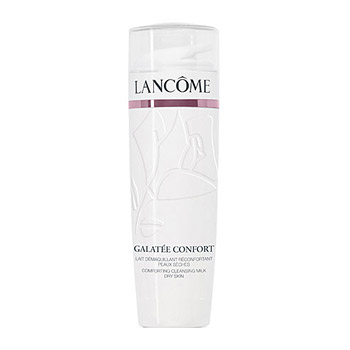 LANCÔME
GALATÉE CONFORT
LAIT DÉMAQUILLANT RÉCONFORTANT
PEAUX SÈCHES
COMFORTING CLEANSING MILK
DRY SKIN